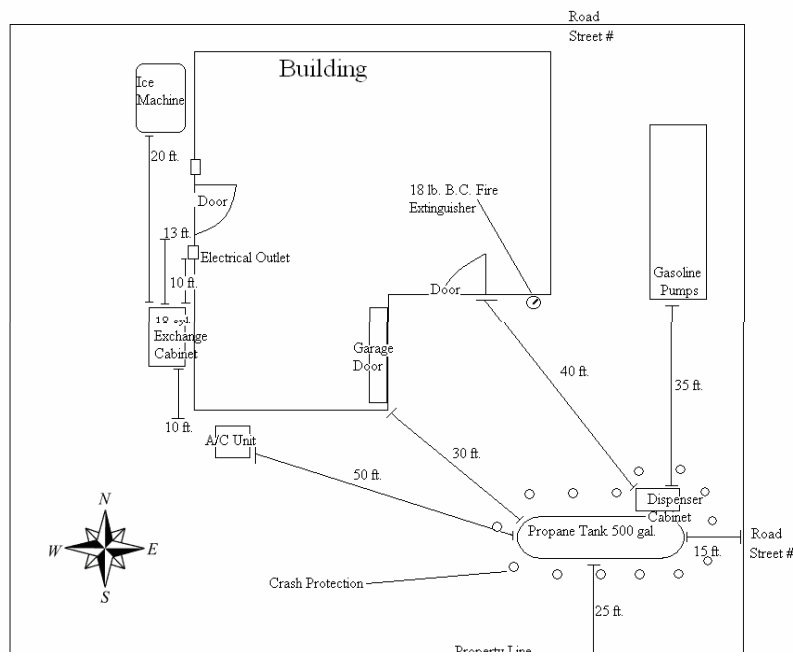 Road
Street #
Building
Ice
Machine
20 ft.
18 lb. B.C. Fire
Extinguisher
Door
13 ft.
Electrical Outlet
10 ft.
Door
Gasoline
Pumps
Exchange
Cabinet
Garage
Door
40 ft.
35 ft.
10 ft.
A/C Unit
30 ft.
50 ft.
Dispenser
Cabinet
Propane Tank 500 gal.
N
W E
S
Road
Street #
15 ft.
Crash Protection
25 ft.
Property Line